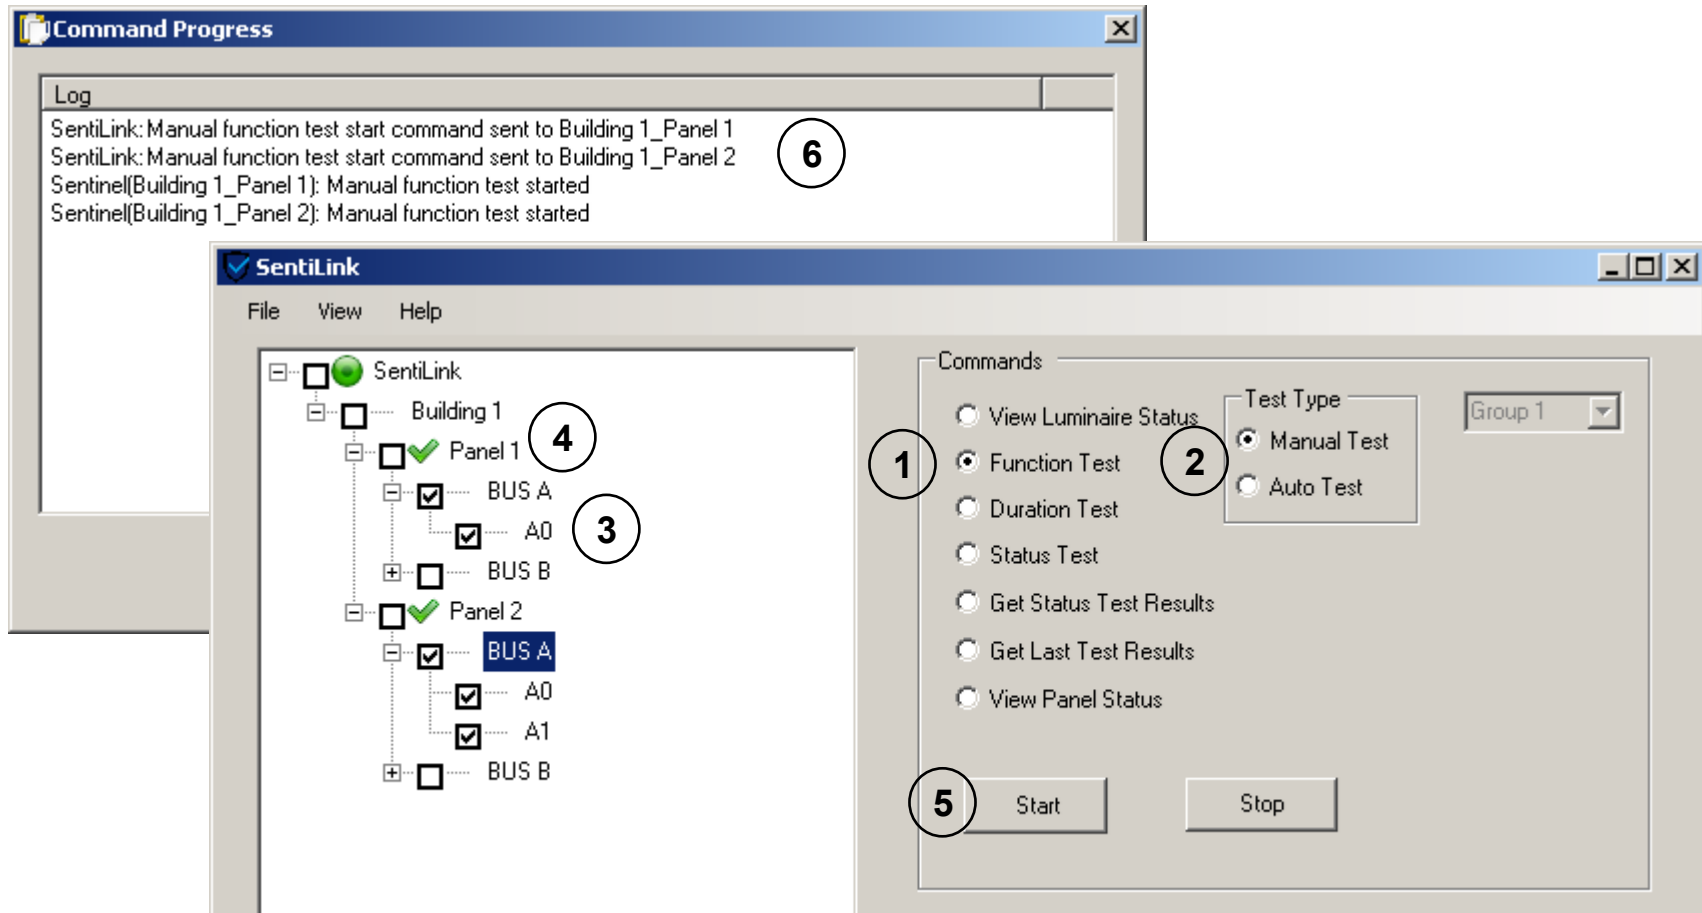 Command Progress
Log
SentiLink: Manual function test start command sent to Building 1_Panel 1
SentiLink: Manual function test start command sent to Building 1_Panel 2
6
Sentinel(Building 1_Panel 1): Manual function test started
Sentinel(Building 1_Panel 2): Manual function test started
SentiLink
File View Help
SentiLink
Building 1
Panel 1
4
BUS A
A0
3
BUS B
Panel 2
BUS A
A0
A1
BUS B
Commands
View Luminaire Status
1
Function Test
Duration Test
Status Test
Get Status Test Results
Get Last Test Results
View Panel Status
Test Type
2
Manual Test
Auto Test
Group 1
5
Start
Stop